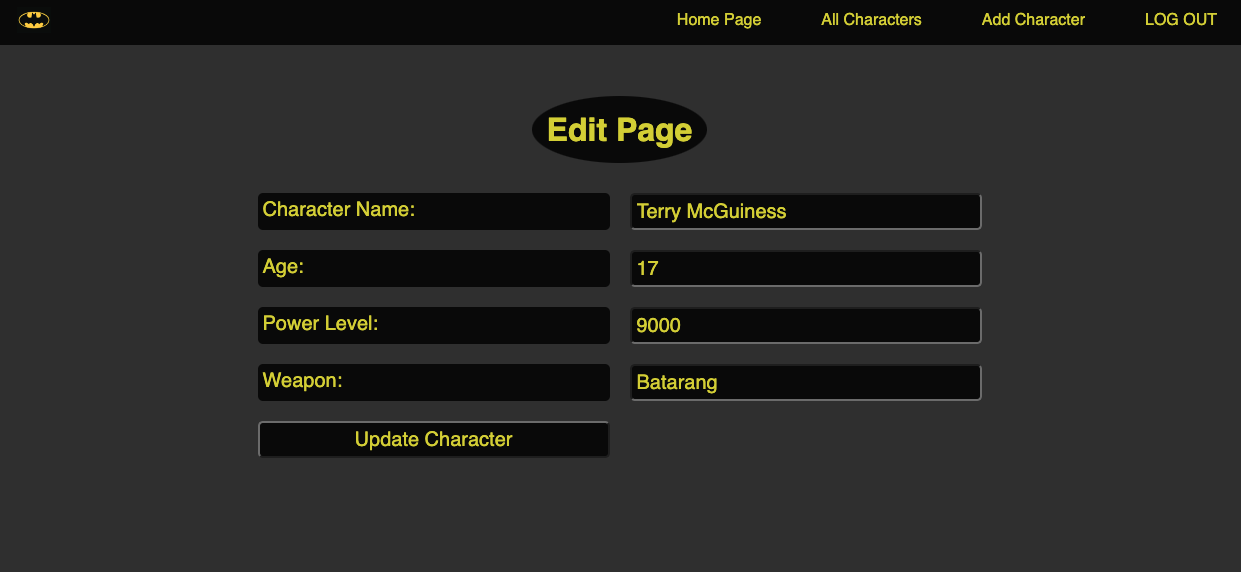 Home Page All Characters Add Character LOG OUT
Edit Page
Character Name: Terry McGuiness
Age: 17
Power Level: 9000
Weapon: Batarang
Update Character